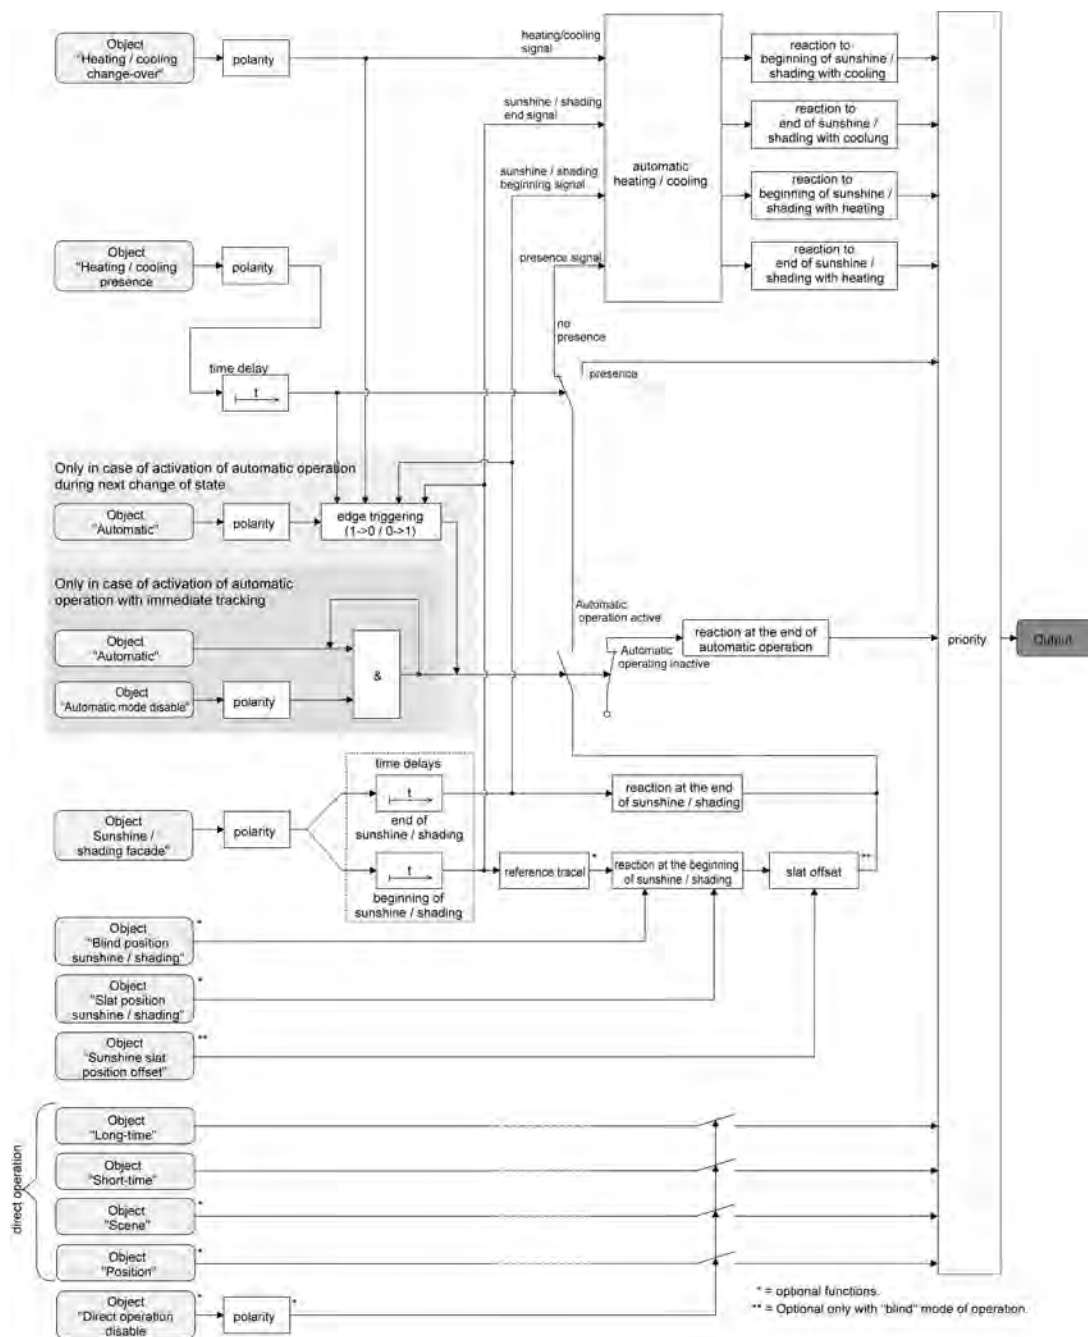 Object
"Heating / cooling
change-over"
polarity
heating/cooling
signal
reaction to
beginning of sunshine /
shading with cooling
sunshine / shading
end signal
reaction to
end of sunshine /
shading with coolung
automatic
heating / cooling
sunshine / shading
beginning signal
reaction to
beginning of sunshine /
shading with heating
Object
"Heating / cooling
presence
polarity
presence signal
reaction to
end of sunshine /
shading with heating
no
presence
presence
time delay
t
Only in case of activation of automatic operation
during next change of state
Object
"Automatic"
polarity
edge triggering
(1->0 / 0->1)
Only in case of activation of automatic
operation with immediate tracking
Object
"Automatic"
Object
"Automatic mode disable"
polarity
&
Automatic
operation active
Automatic
operating inactive
reaction at the end of
automatic operation
priority
Output
time delays
t
end of
sunshine / shading
reaction at the end
of sunshine / shading
Object
Sunshine /
shading facade"
polarity
t
beginning of
sunshine / shading
reference tracel
*
reaction at the beginning
of sunshine / shading
slat offset
**
Object
"Blind position
sunshine / shading"
*
Object
"Slat position
sunshine / shading"
*
Object
"Sunshine slat
position offset"
**
direct operation
Object
"Long-time"
Object
"Short-time"
Object
"Scene"
*
Object
"Position"
*
Object
"Direct operation
disable
*
polarity
*
* = optional functions.
** = Optional only with "blind" mode of operation.